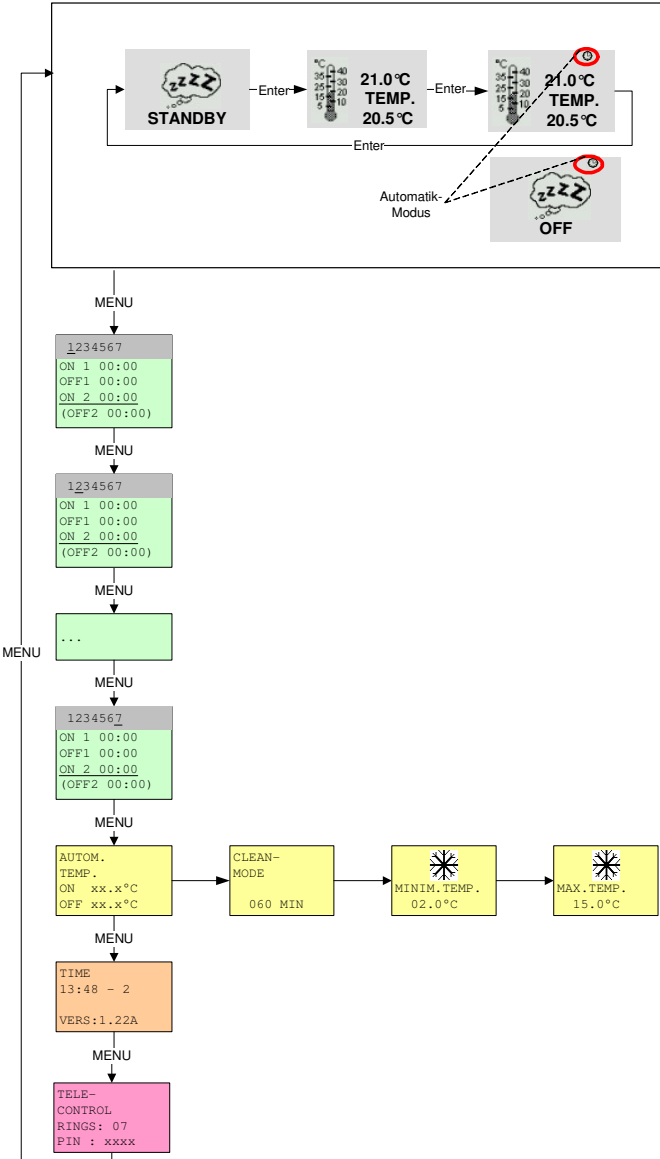 zzZZ
STANDBY
Enter
°C
35 40
25 30
15 20
5 10
21.0°C
TEMP.
20.5°C
Enter
°C
35 40
25 30
15 20
5 10
21.0°C
TEMP.
20.5°C
Enter
Automatik-
Modus
zzZZ
OFF
MENU
1234567
ON 1 00:00
OFF1 00:00
ON 2 00:00
(OFF2 00:00)
MENU
1234567
ON 1 00:00
OFF1 00:00
ON 2 00:00
(OFF2 00:00)
MENU
...
MENU
MENU
1234567
ON 1 00:00
OFF1 00:00
ON 2 00:00
(OFF2 00:00)
MENU
AUTOM.
TEMP.
ON xx.x°C
OFF xx.x°C
CLEAN-
MODE
060 MIN
MINIM.TEMP.
02.0°C
MAX.TEMP.
15.0°C
MENU
TIME
13:48 - 2
VERS:1.22A
MENU
TELE-
CONTROL
RINGS: 07
PIN : xxxx